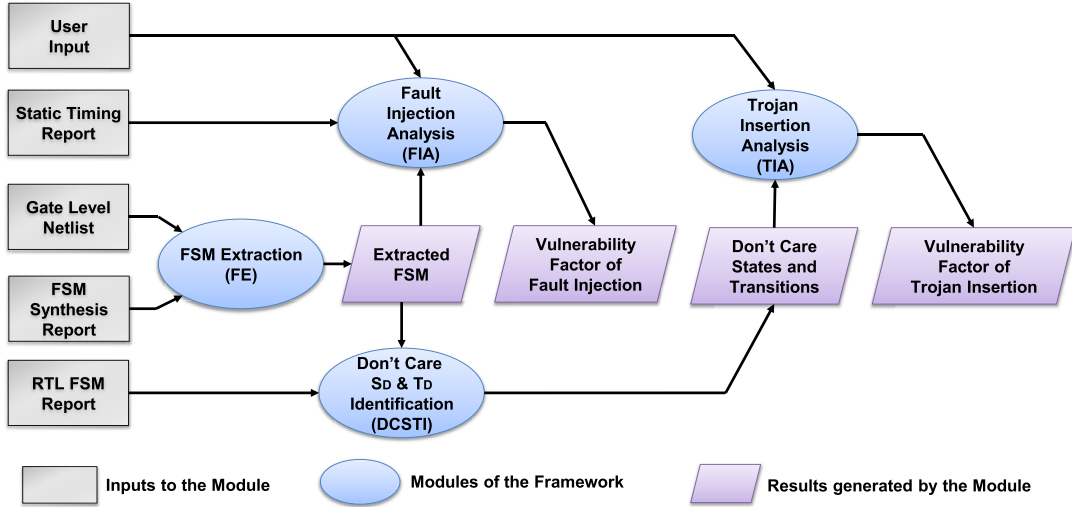 User
Input
Static Timing
Report
Gate Level
Netlist
FSM
Synthesis
Report
RTL FSM
Report
Fault
Injection
Analysis
(FIA)
Trojan
Insertion
Analysis
(TIA)
FSM Extraction
(FE)
Extracted
FSM
Vulnerability
Factor of
Fault Injection
Don't Care
States and
Transitions
Vulnerability
Factor of
Trojan Insertion
Don't Care
SD & TD
Identification
(DCSTI)
Inputs to the Module
Modules of the Framework
Results generated by the Module